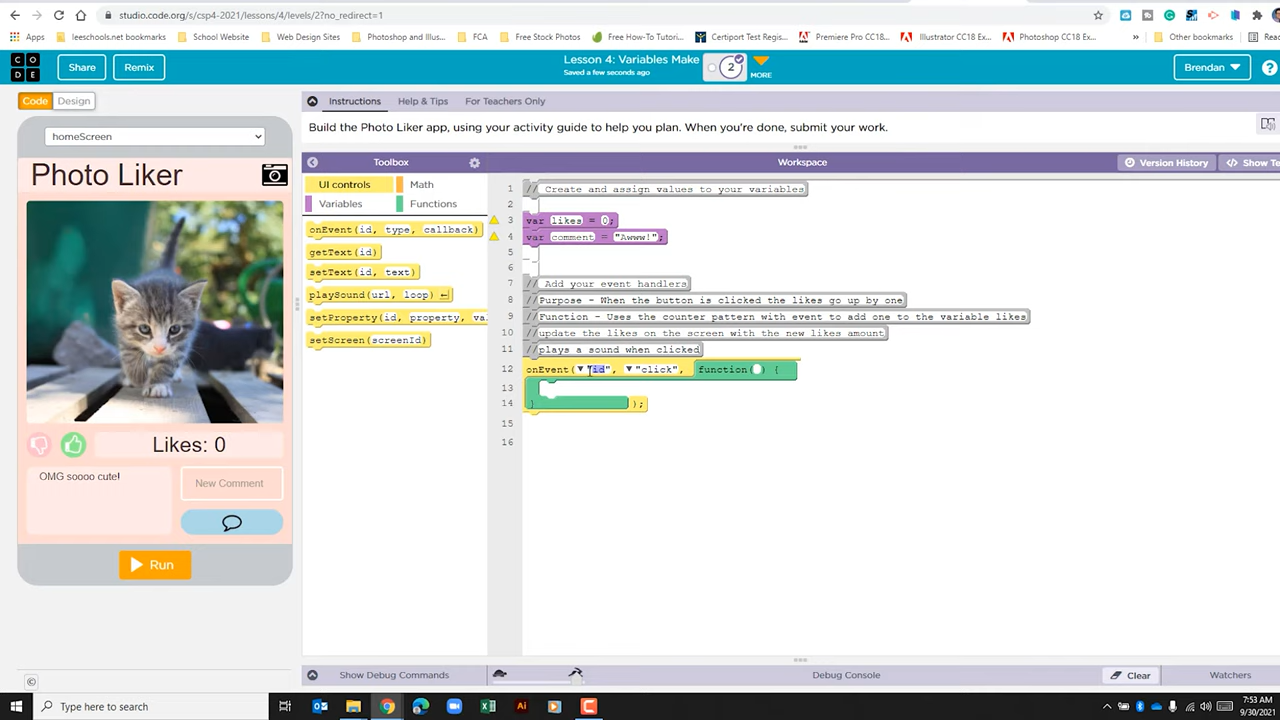 studio.code.org/s/csp4-2021/lessons/4/levels/2?no_redirect=1
Apps leeschools.net bookmarks School Website Web Design Sites Photoshop and Illus... FCA Free Stock Photos Free How-To Tutori... Certiport Test Regis... Premiere Pro CC18... Illustrator CC18 Ex... Photoshop CC18 Ex... » Other bookmarks
C O D E Share Remix Lesson 4: Variables Make 2 MORE Brendan ?
Saved a few seconds ago
Code Design Instructions Help & Tips For Teachers Only
homeScreen
Build the Photo Liker app, using your activity guide to help you plan. When you're done, submit your work.
Toolbox Workspace Version History </> Show Te
Photo Liker
UI controls Math
Variables Functions
onEvent(id, type, callback)
getText(id)
setText(id, text)
playSound(url, loop)
setProperty(id, property, val
setScreen(screenId)
1 // Create and assign values to your variables
2
3 var likes = 0;
4 var comment = "Awww!";
5
6
7 // Add your event handlers
8 //Purpose - When the button is clicked the likes go up by one
9 //Function - Uses the counter pattern with event to add one to the variable likes
10 //update the likes on the screen with the new likes amount
11 //plays a sound when clicked
12 onEvent( ▼"id", ▼"click", function( ) {
13
14 } );
15
16
Likes: 0
OMG soooo cute!
New Comment
Run
© Show Debug Commands Debug Console Clear Watchers
Type here to search
7:53 AM
9/30/2021